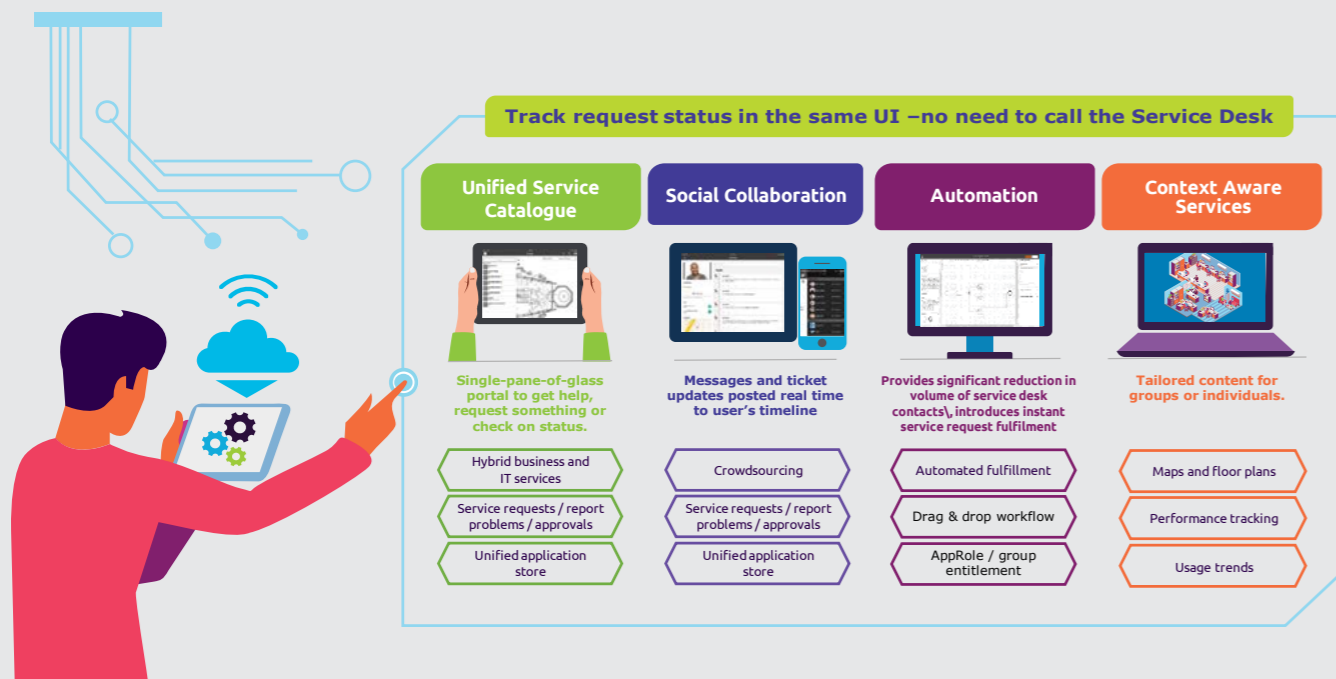 Track request status in the same UI –no need to call the Service Desk
Unified Service
Catalogue
Single-pane-of-glass
portal to get help,
request something or
check on status.
Hybrid business and
IT services
Service requests / report
problems / approvals
Unified application
store
Social Collaboration
Messages and ticket
updates posted real time
to user's timeline
Crowdsourcing
Service requests / report
problems / approvals
Unified application
store
Automation
Provides significant reduction in
volume of service desk
contacts\, introduces instant
service request fulfilment
Automated fulfillment
Drag & drop workflow
AppRole / group
entitlement
Context Aware
Services
Tailored content for
groups or individuals.
Maps and floor plans
Performance tracking
Usage trends